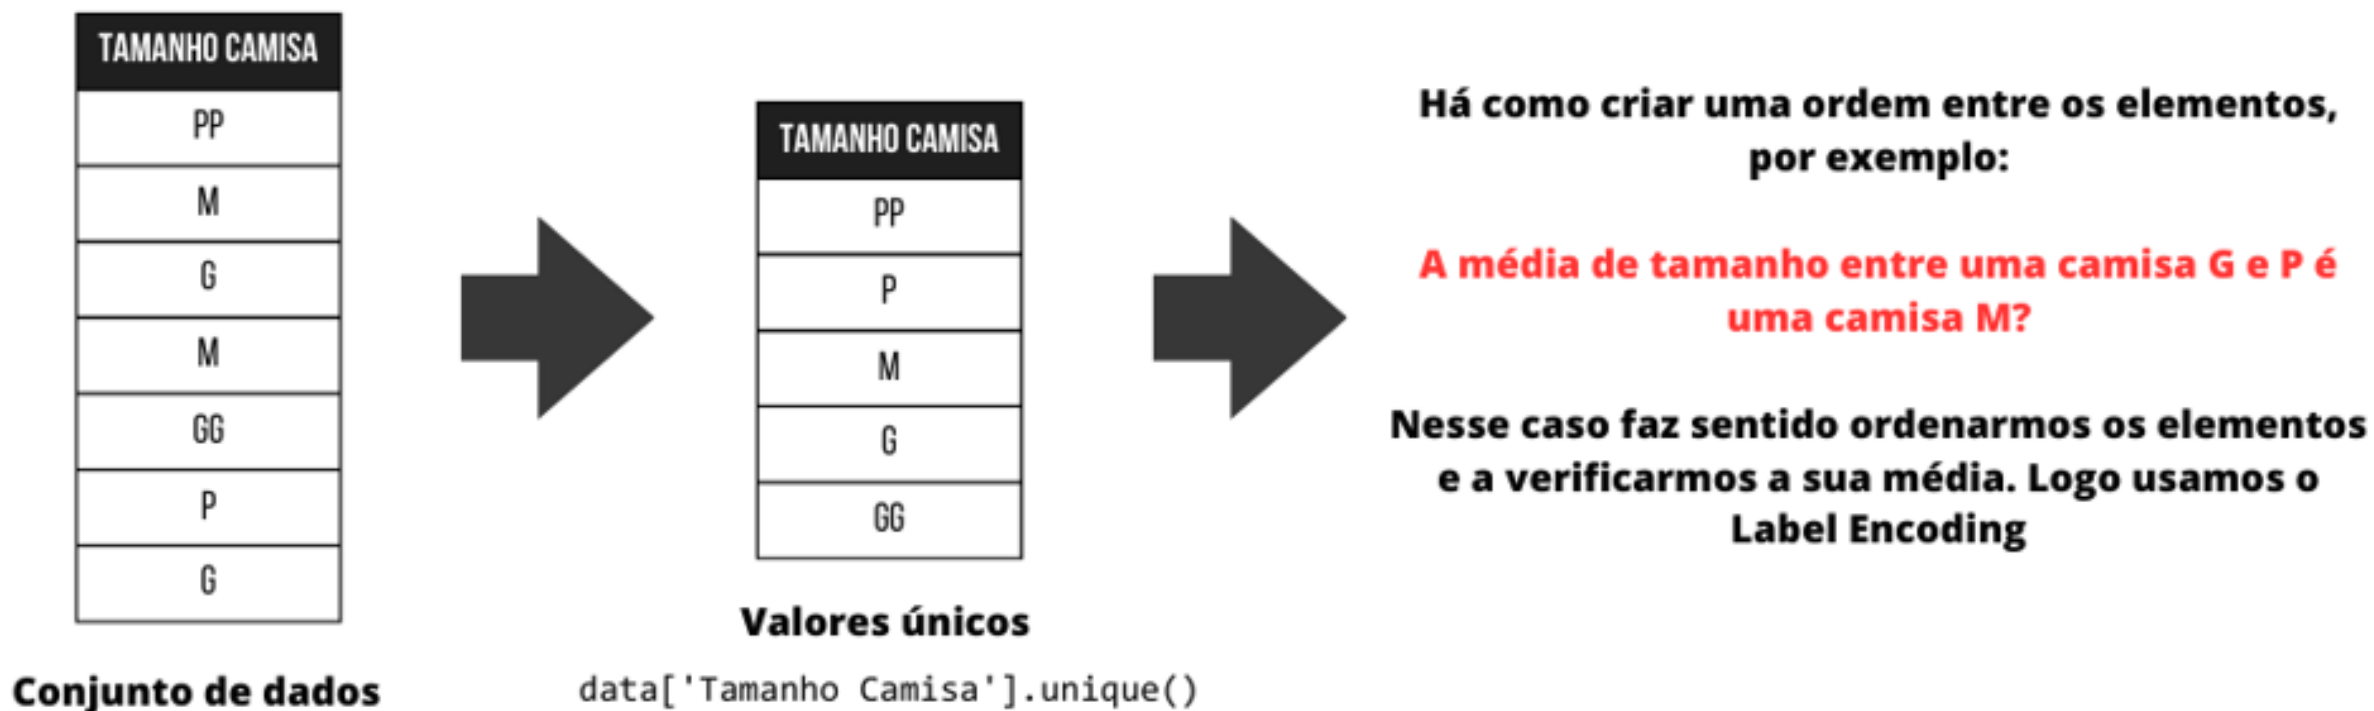 TAMANHO CAMISA
PP
M
G
M
GG
P
G
Conjunto de dados
TAMANHO CAMISA
PP
P
M
G
GG
Valores únicos
data['Tamanho Camisa'].unique()
Há como criar uma ordem entre os elementos,
por exemplo:
A média de tamanho entre uma camisa G e P é
uma camisa M?
Nesse caso faz sentido ordenarmos os elementos
e a verificarmos a sua média. Logo usamos o
Label Encoding